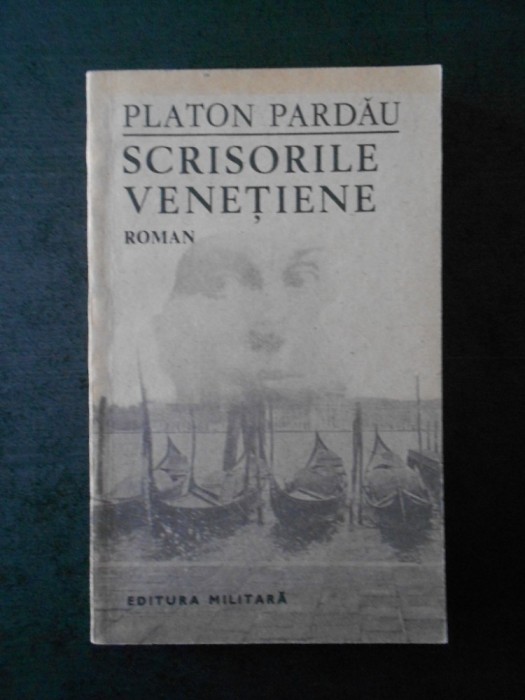 PLATON PARDĂU
SCRISORILE
VENEȚIENE
ROMAN
EDITURA MILITARĂ